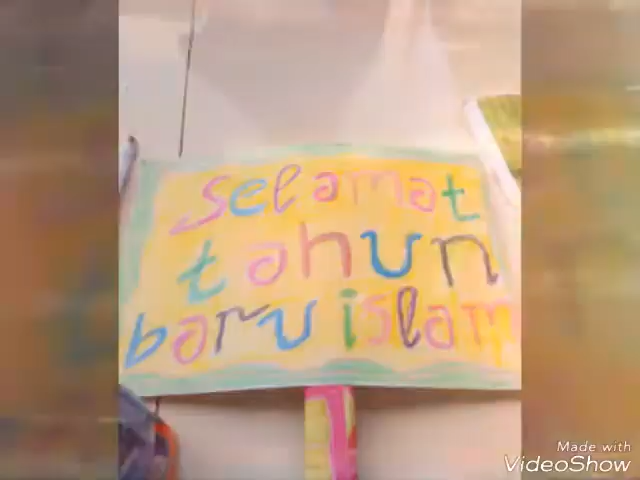 Selamat
tahun
baru islam
Made with
VideoShow